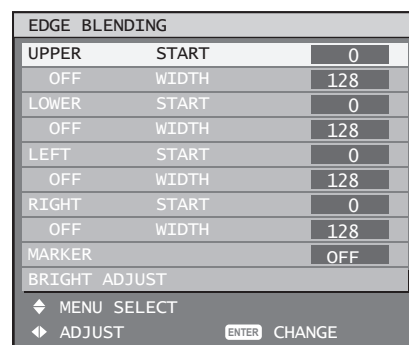 EDGE BLENDING
UPPER START 0
OFF WIDTH 128
LOWER START 0
OFF WIDTH 128
LEFT START 0
OFF WIDTH 128
RIGHT START 0
OFF WIDTH 128
MARKER OFF
BRIGHT ADJUST
MENU SELECT
ADJUST ENTER CHANGE